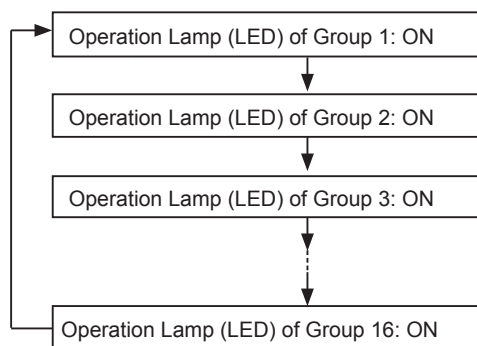 Operation Lamp (LED) of Group 1: ON
Operation Lamp (LED) of Group 2: ON
Operation Lamp (LED) of Group 3: ON
Operation Lamp (LED) of Group 16: ON